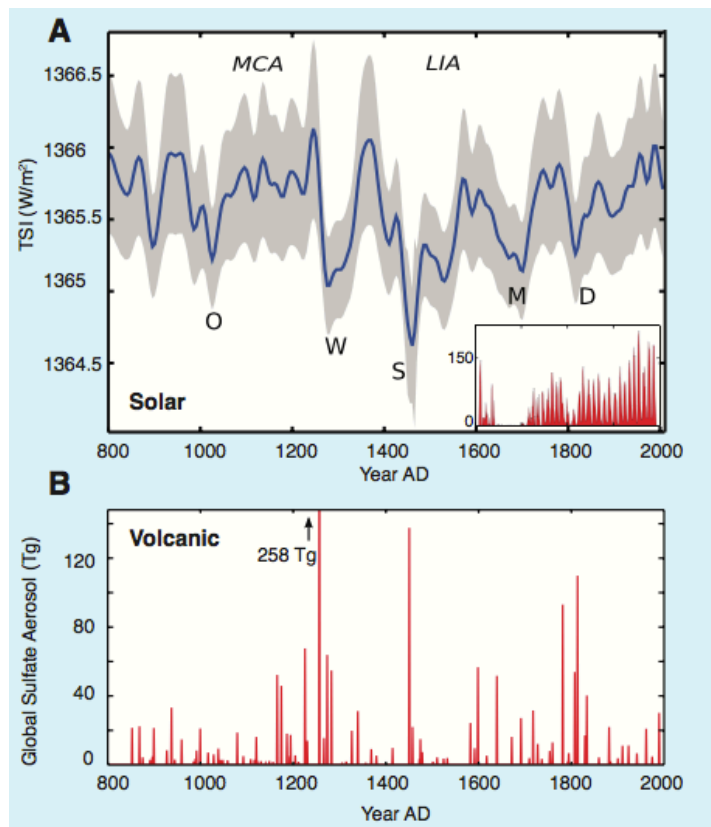 A
MCA
LIA
1366.5
1366
1365.5
1365
1364.5
TSI (W/m²)
O
W
S
M
D
150
0
Solar
800
1000
1200
1400
1600
1800
2000
Year AD
B
Volcanic
258 Tg
120
80
40
0
Global Sulfate Aerosol (Tg)
800
1000
1200
1400
1600
1800
2000
Year AD